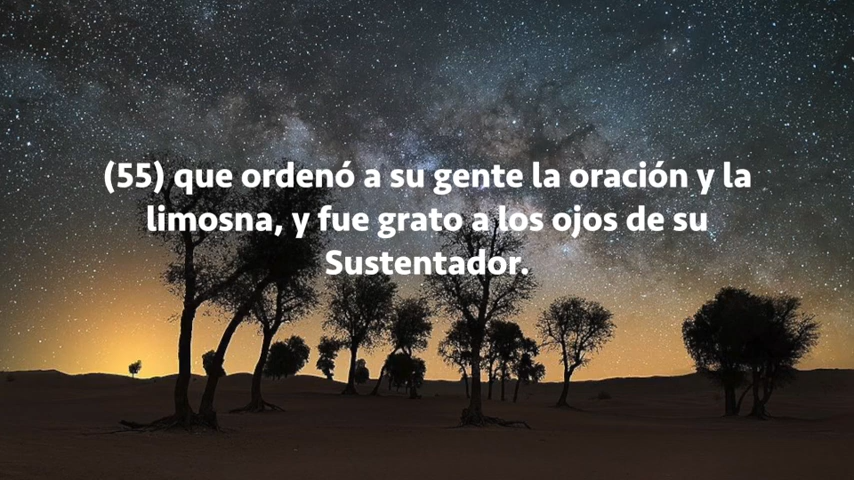 (55) que ordenó a su gente la oración y la
limosna, y fue grato a los ojos de su
Sustentador.